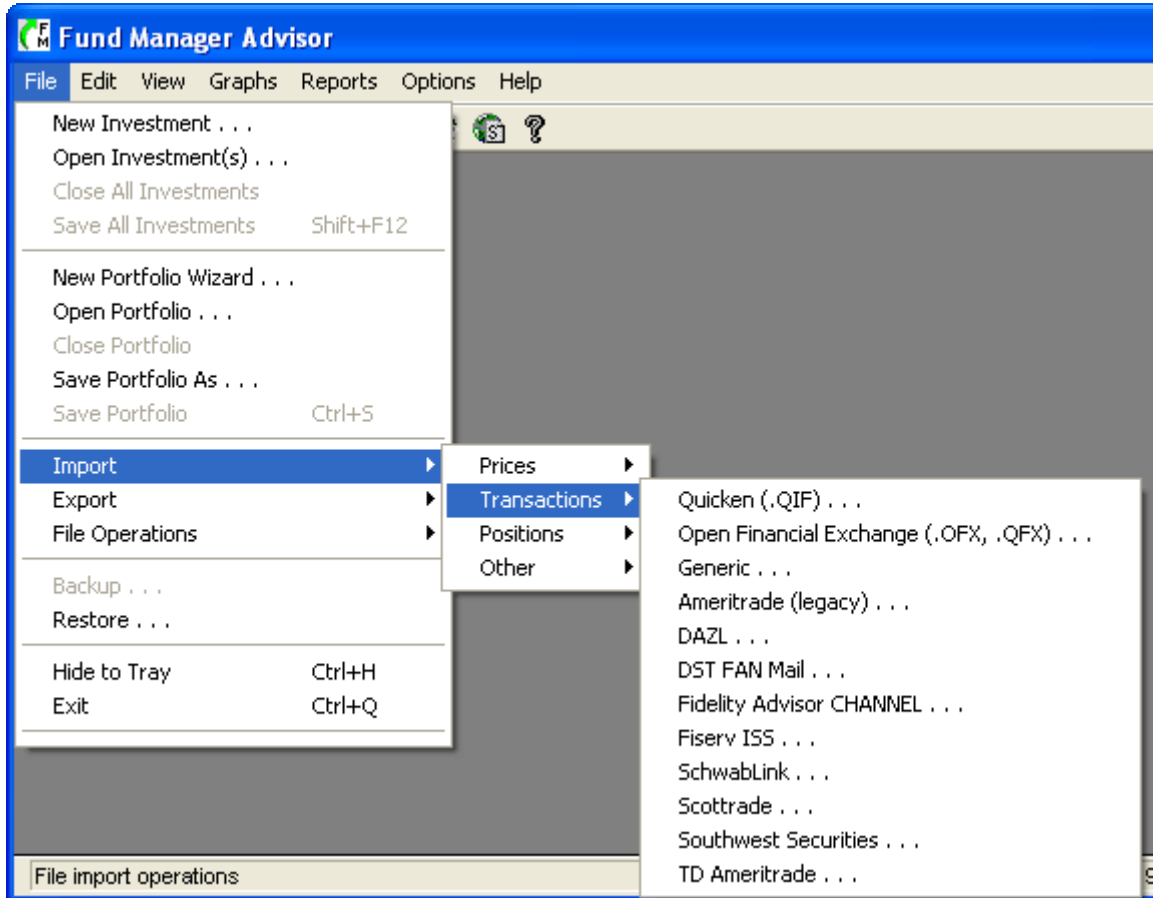 Fund Manager Advisor
File Edit View Graphs Reports Options Help
New Investment . . .
Open Investment(s) . . .
Close All Investments
Save All Investments Shift+F12
New Portfolio Wizard . . .
Open Portfolio . . .
Close Portfolio
Save Portfolio As . . .
Save Portfolio Ctrl+S
Import
Export
File Operations
Backup . . .
Restore . . .
Hide to Tray Ctrl+H
Exit Ctrl+Q
Prices
Transactions
Positions
Other
Quicken (.QIF) . . .
Open Financial Exchange (.OFX, .QFX) . . .
Generic . . .
Ameritrade (legacy) . . .
DAZL . . .
DST FAN Mail . . .
Fidelity Advisor CHANNEL . . .
Fiserv ISS . . .
SchwabLink . . .
Scottrade . . .
Southwest Securities . . .
TD Ameritrade . . .
File import operations